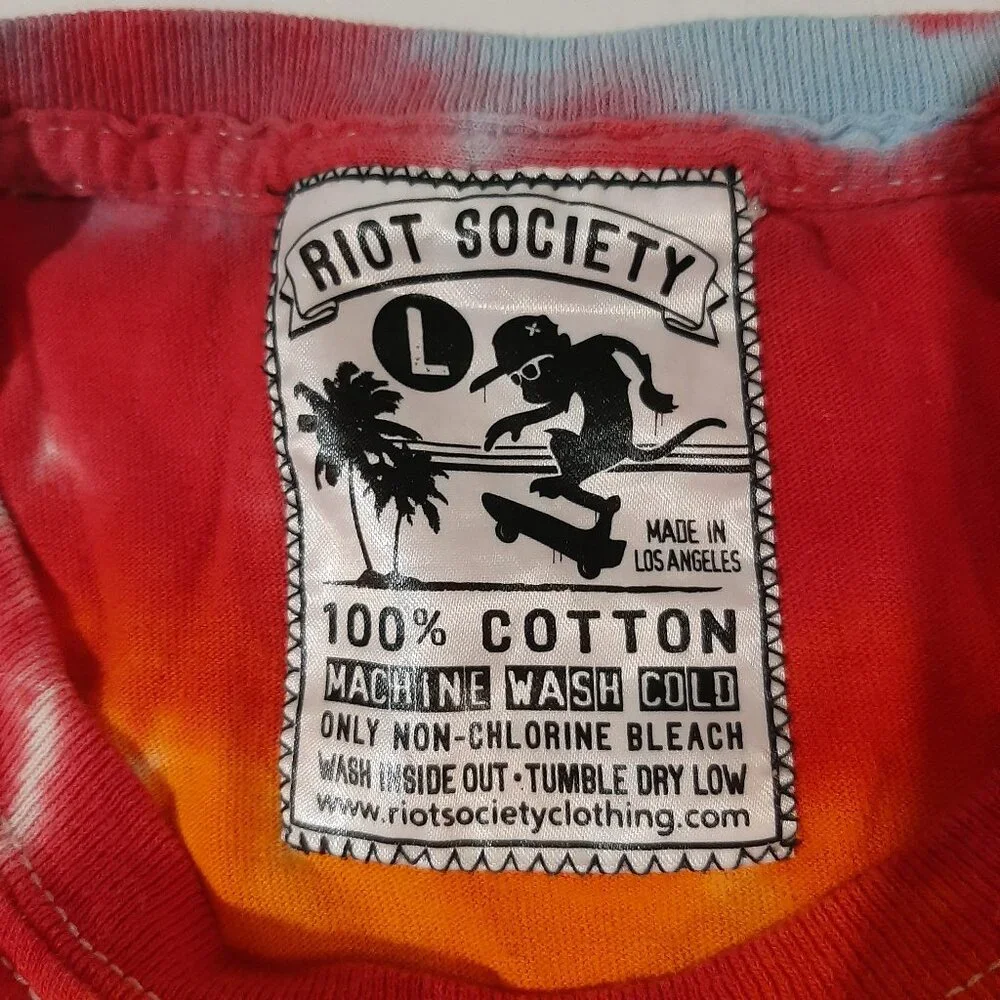 RIOT SOCIETY
L
MADE IN
LOS ANGELES
100% COTTON
MACHINE WASH COLD
ONLY NON-CHLORINE BLEACH
WASH INSIDE OUT · TUMBLE DRY LOW
www.riotsocietyclothing.com